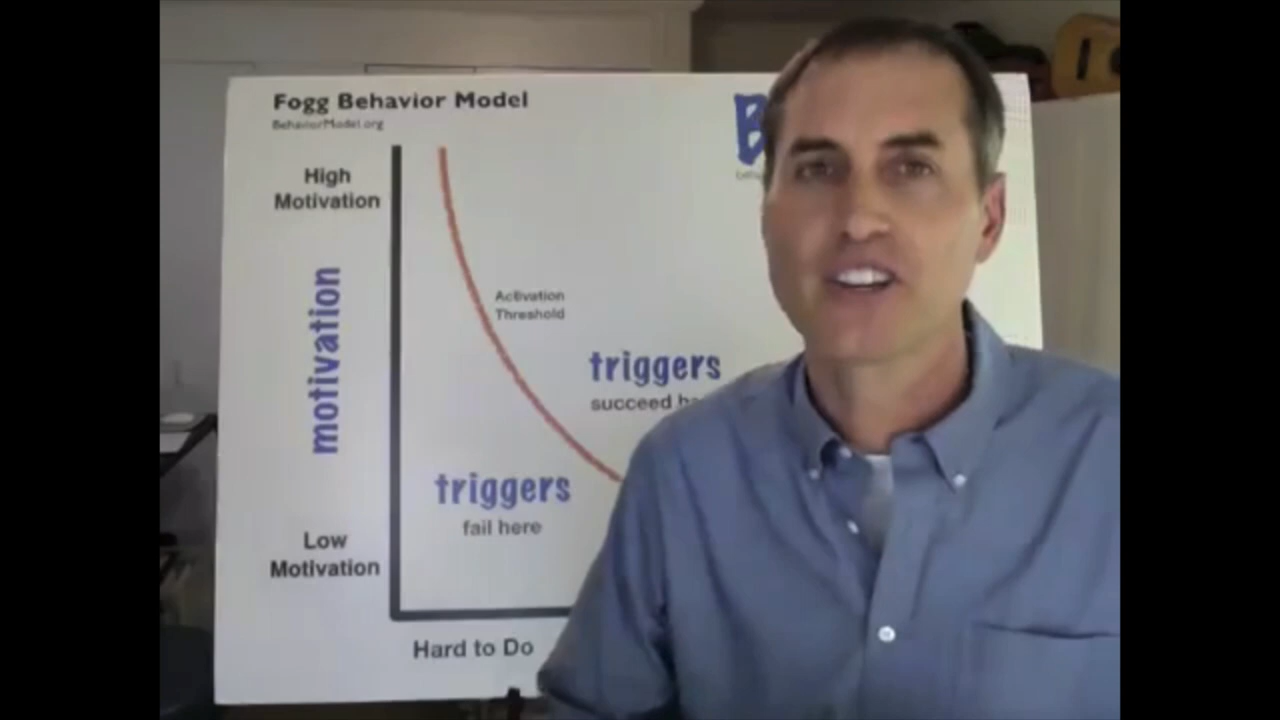 Fogg Behavior Model
BehaviorModel.org
High
Motivation
motivation
Activation
Threshold
triggers
succeed
triggers
fail here
Low
Motivation
Hard to Do